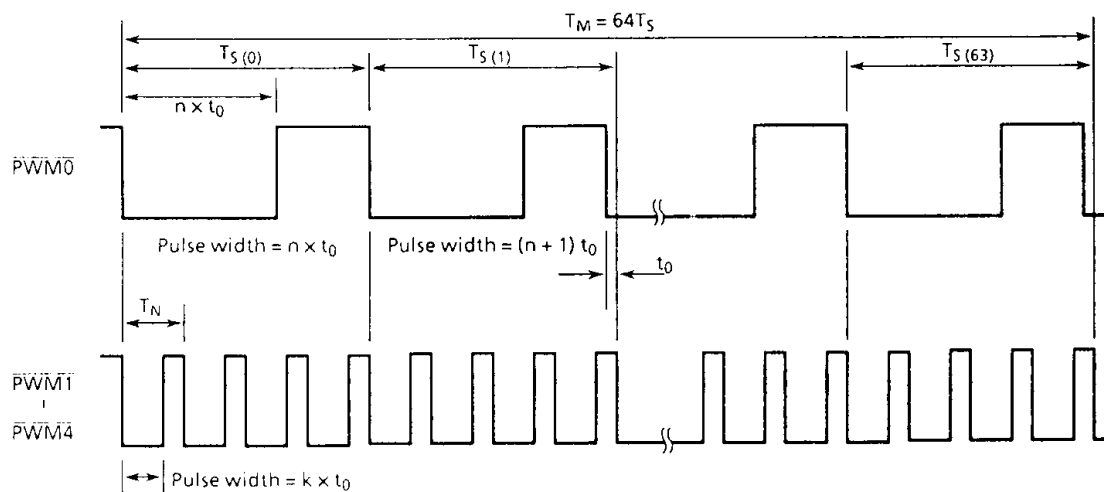 T_M = 64T_S
T_S (0) T_S (1) T_S (63)
n × t_0
PWM0
Pulse width = n × t_0 Pulse width = (n + 1) t_0
t_0
T_N
PWM1
PWM4
Pulse width = k × t_0